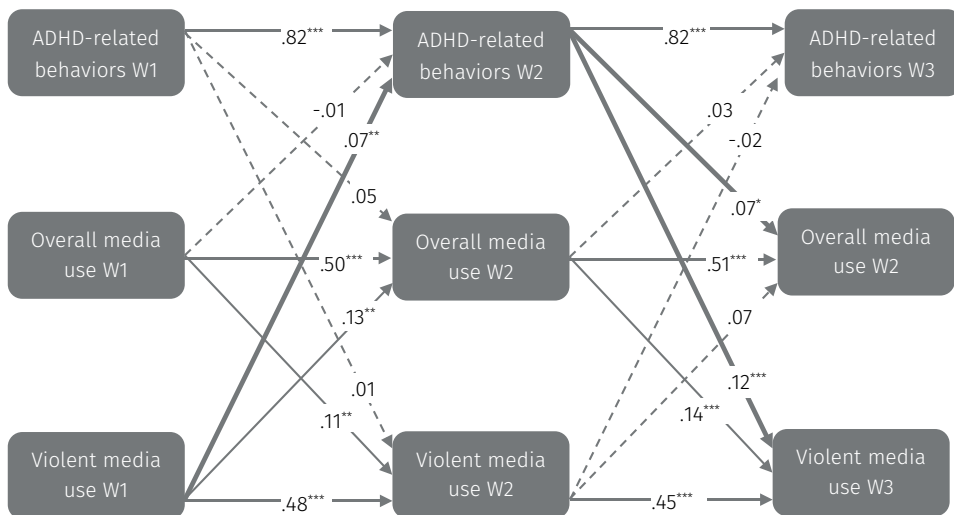 ADHD-related
behaviors W1
.82***
ADHD-related
behaviors W2
.82***
ADHD-related
behaviors W3
-.01
.07**
.05
.03
-.02
.07*
Overall media
use W1
.50***
Overall media
use W2
.51***
Overall media
use W2
.13**
.07
.01
.11**
.12***
.14***
Violent media
use W1
.48***
Violent media
use W2
.45***
Violent media
use W3